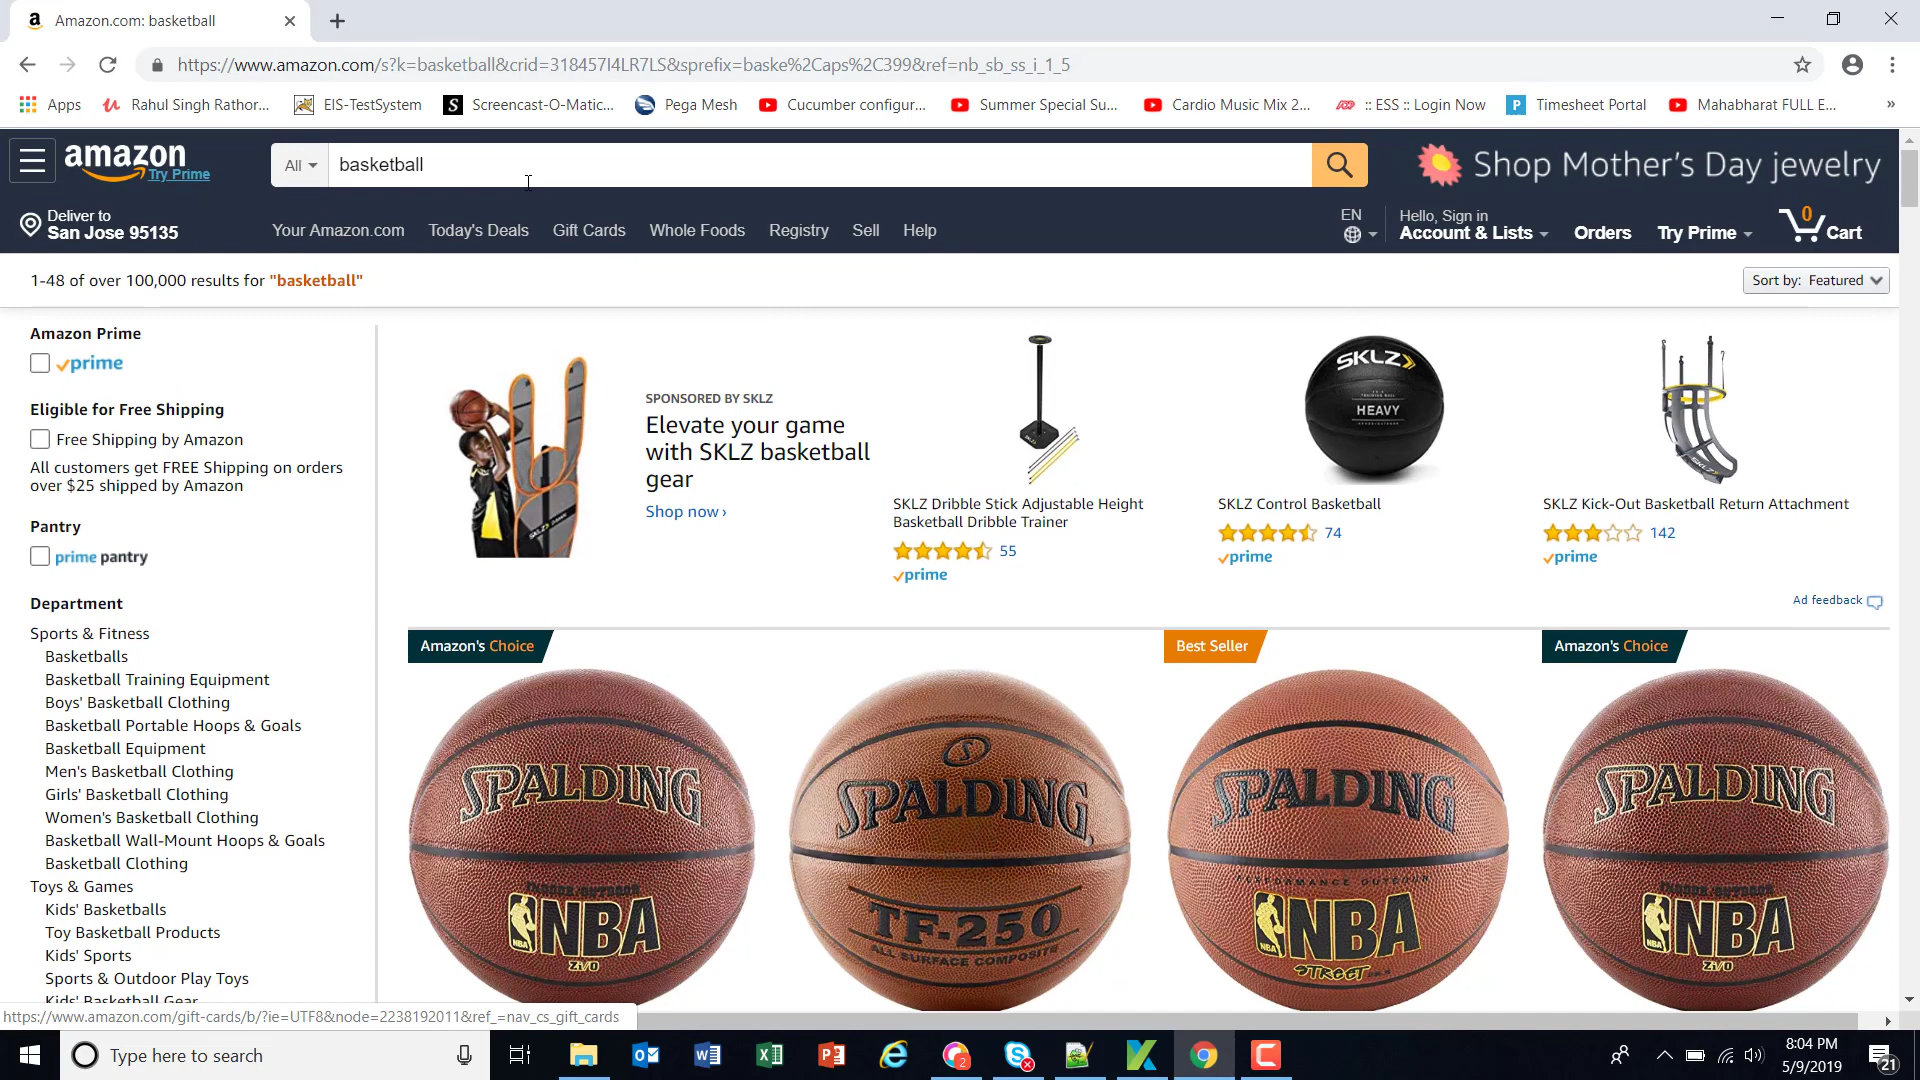 Amazon.com: basketball
https://www.amazon.com/s?k=basketball&crid=318457I4LR7LS&sprefix=baske%2Caps%2C399&ref=nb_sb_ss_i_1_5
Apps
Rahul Singh Rathor...
EIS-TestSystem
Screencast-O-Matic...
Pega Mesh
Cucumber configur...
Summer Special Su...
Cardio Music Mix 2...
:: ESS :: Login Now
Timesheet Portal
Mahabharat FULL E...
amazon
Try Prime
All
basketball
Shop Mother's Day jewelry
Deliver to
San Jose 95135
Your Amazon.com
Today's Deals
Gift Cards
Whole Foods
Registry
Sell
Help
EN
Hello, Sign in
Account & Lists
Orders
Try Prime
0
Cart
1-48 of over 100,000 results for "basketball"
Sort by: Featured
Amazon Prime
prime
Eligible for Free Shipping
Free Shipping by Amazon
All customers get FREE Shipping on orders
over $25 shipped by Amazon
Pantry
prime pantry
Department
Sports & Fitness
Basketballs
Basketball Training Equipment
Boys' Basketball Clothing
Basketball Portable Hoops & Goals
Basketball Equipment
Men's Basketball Clothing
Girls' Basketball Clothing
Women's Basketball Clothing
Basketball Wall-Mount Hoops & Goals
Basketball Clothing
Toys & Games
Kids' Basketballs
Toy Basketball Products
Kids' Sports
Sports & Outdoor Play Toys
Kids' Basketball Gear
SPONSORED BY SKLZ
Elevate your game
with SKLZ basketball
gear
Shop now ›
SKLZ Dribble Stick Adjustable Height
Basketball Dribble Trainer
55
prime
SKLZ
HEAVY
SKLZ Control Basketball
74
prime
SKLZ
SKLZ Kick-Out Basketball Return Attachment
142
prime
Ad feedback
Amazon's Choice
SPALDING
INDOOR/OUTDOOR
NBA
Zi/O
SPALDING
TF-250
ALL SURFACE COMPOSITE
Best Seller
SPALDING
PERFORMANCE OUTDOOR
NBA
STREET
Amazon's Choice
SPALDING
INDOOR/OUTDOOR
NBA
Zi/O
https://www.amazon.com/gift-cards/b/?ie=UTF8&node=2238192011&ref_=nav_cs_gift_cards
Type here to search
2
8:04 PM
5/9/2019
21